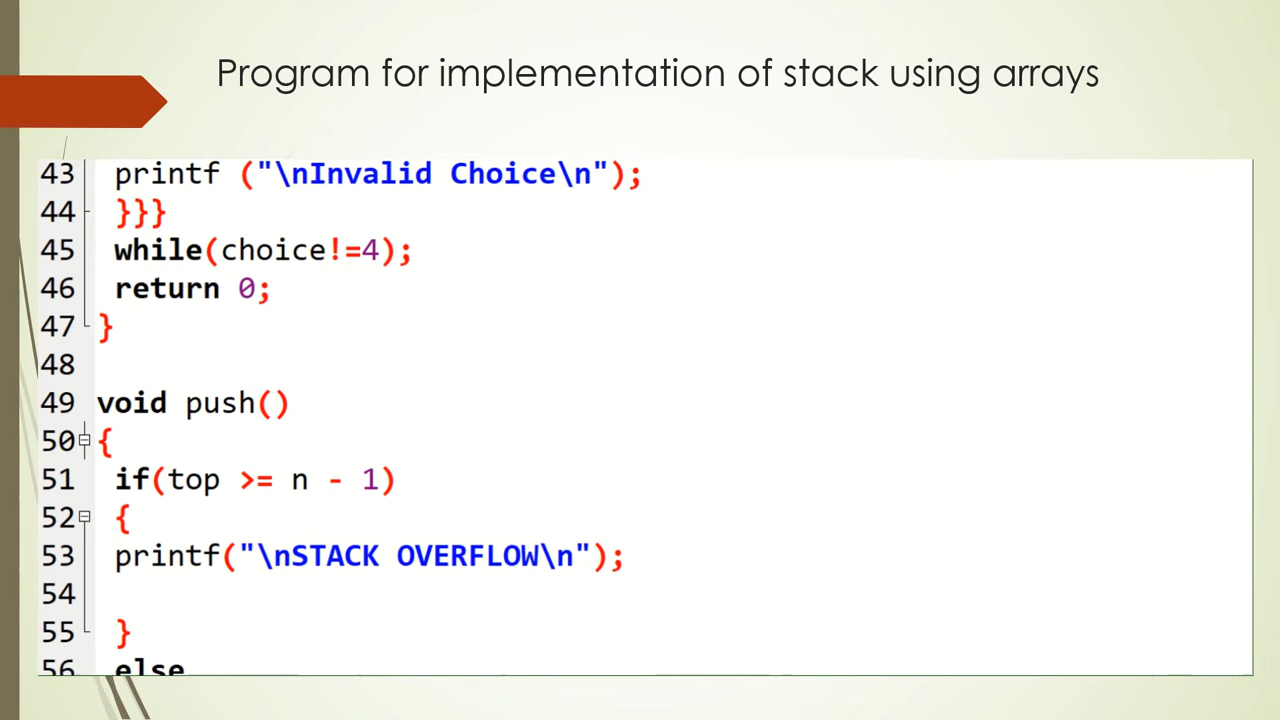 Program for implementation of stack using arrays
43 printf ("\nInvalid Choice\n");
44 }}}
45 while(choice!=4);
46 return 0;
47 }
48
49 void push()
50 {
51 if(top >= n - 1)
52 {
53 printf("\nSTACK OVERFLOW\n");
54
55 }
56 else